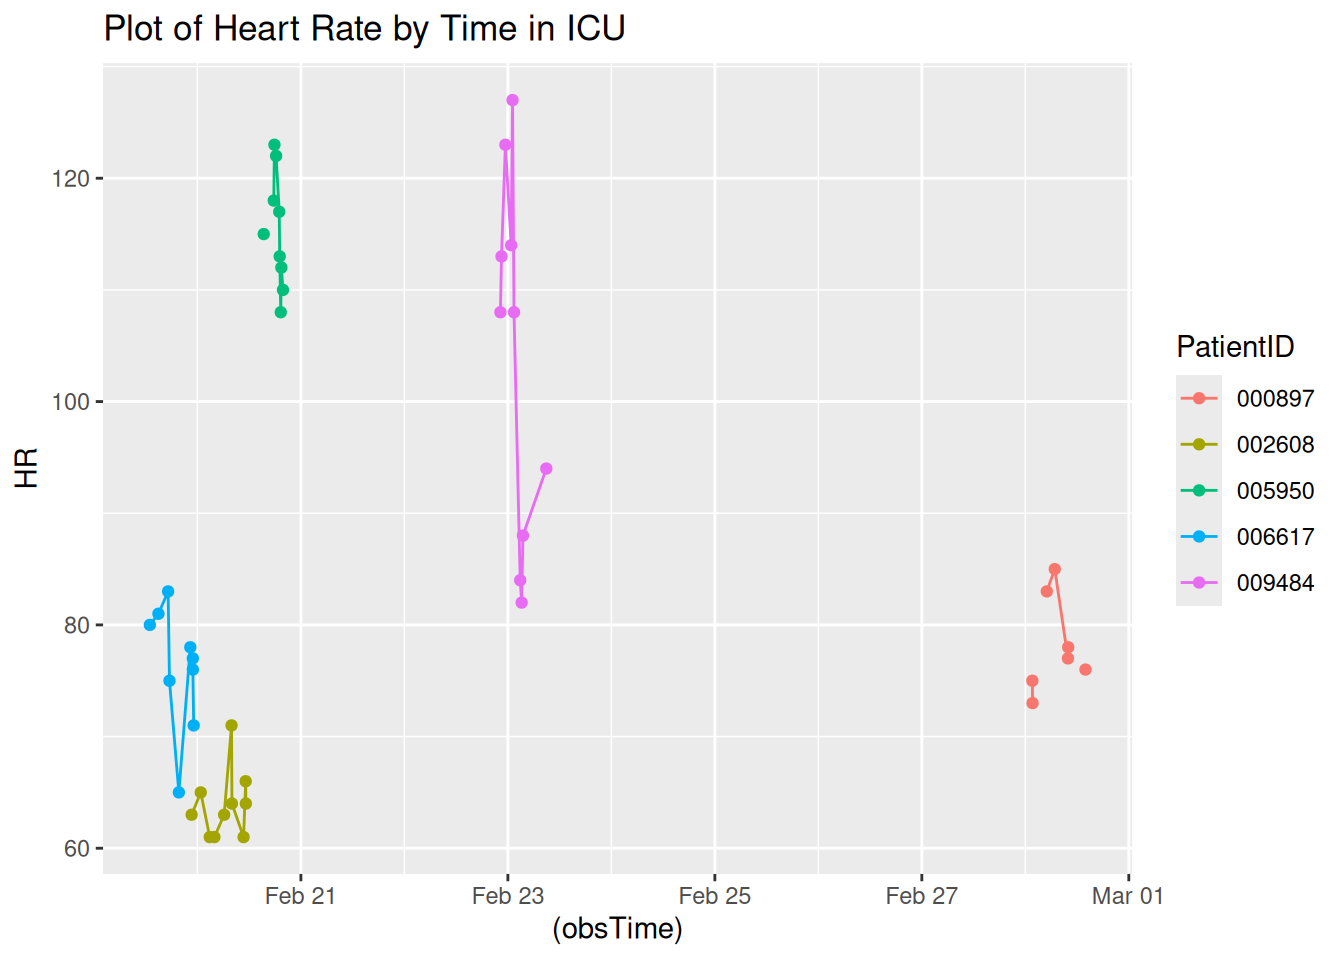 Plot of Heart Rate by Time in ICU
120
100
80
60
HR
Feb 21
Feb 23
Feb 25
Feb 27
Mar 01
(obsTime)
PatientID
000897
002608
005950
006617
009484